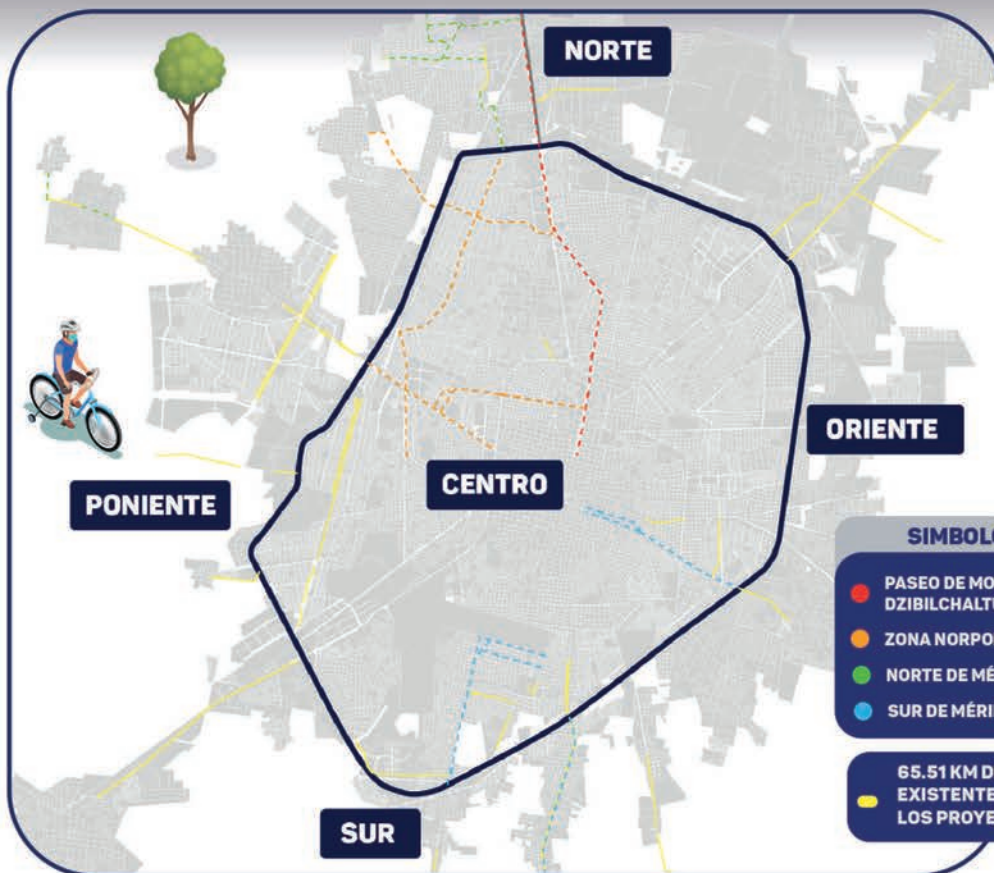 NORTE
ORIENTE
CENTRO
PONIENTE
SUR
SIMBOLO
PASEO DE MO
DZIBILCHALTU
ZONA NORPO
NORTE DE MÉ
SUR DE MÉRI
65.51 KM D
EXISTENTE
LOS PROYE